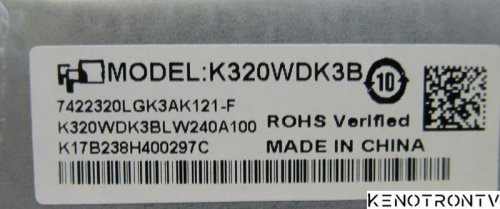 MODEL:K320WDK3B
10
7422320LGK3AK121-F
K320WDK3BLW240A100
ROHS Verified
K17B238H400297C
MADE IN CHINA
KENOTRONTV